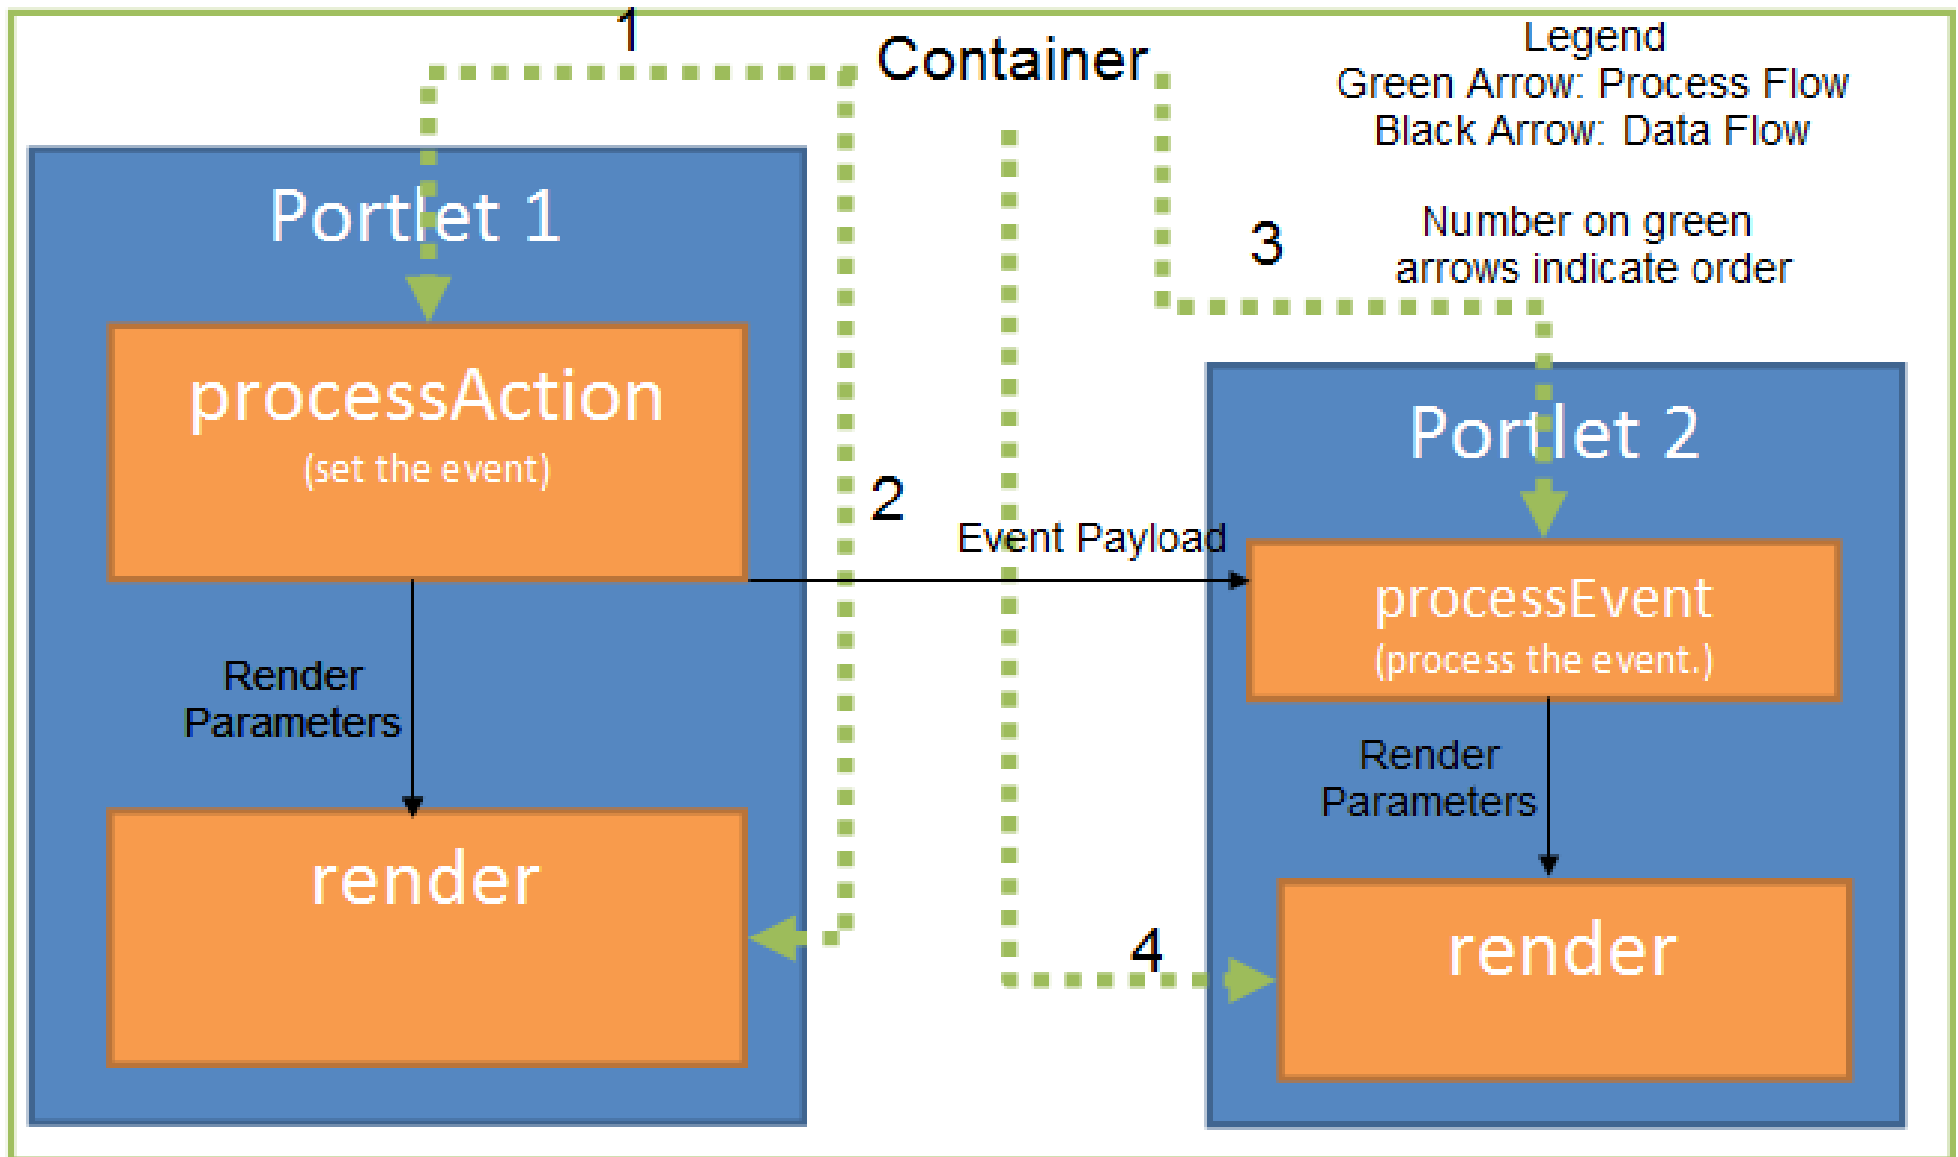 1
Container
Legend
Green Arrow: Process Flow
Black Arrow: Data Flow
Number on green
arrows indicate order
Portlet 1
3
processAction
(set the event)
2
Portlet 2
Event Payload
processEvent
(process the event.)
Render
Parameters
Render
Parameters
render
4
render